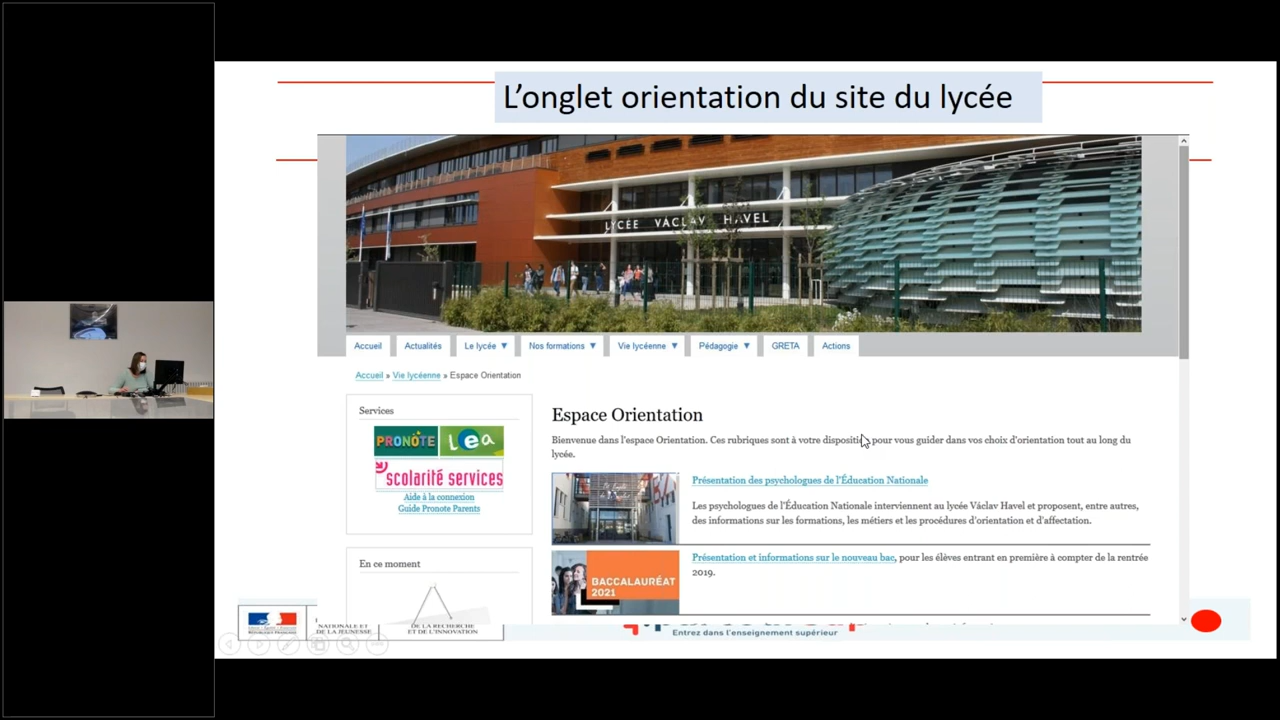 L'onglet orientation du site du lycée
LYCÉE VÁCLAV HAVEL
Accueil Actualités Le lycée Nos formations Vie lycéenne Pédagogie GRETA Actions
Accueil » Vie lycéenne » Espace Orientation
Services
PRONOTE Lea
scolarité services
Aide à la connexion
Guide Pronote Parents
En ce moment
Espace Orientation
Bienvenue dans l'espace Orientation. Ces rubriques sont à votre disposition pour vous guider dans vos choix d'orientation tout au long du
lycée.
Présentation des psychologues de l'Éducation Nationale
Les psychologues de l'Éducation Nationale interviennent au lycée Václav Havel et proposent, entre autres,
des informations sur les formations, les métiers et les procédures d'orientation et d'affectation.
BACCALAURÉAT
2021
Présentation et informations sur le nouveau bac, pour les élèves entrant en première à compter de la rentrée
2019.
NATIONALE ET
DE LA JEUNESSE
DE LA RECHERCHE
ET DE L'INNOVATION
Entrez dans l'enseignement supérieur